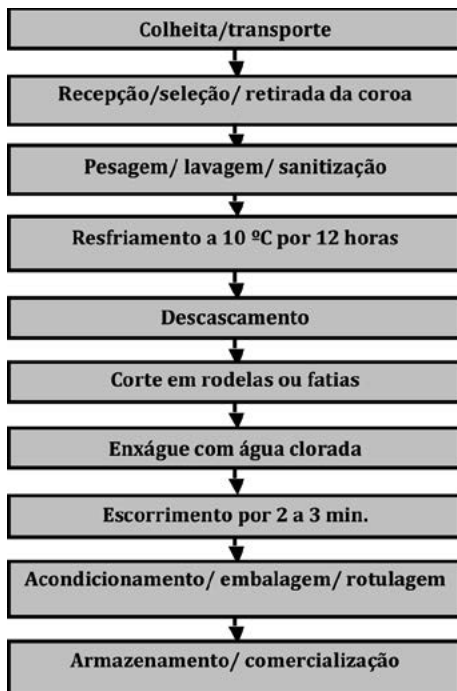 Colheita/transporte
Recepção/seleção/ retirada da coroa
Pesagem/ lavagem/ sanitização
Resfriamento a 10 ºC por 12 horas
Descascamento
Corte em rodelas ou fatias
Enxágue com água clorada
Escorrimento por 2 a 3 min.
Acondicionamento/ embalagem/ rotulagem
Armazenamento/ comercialização